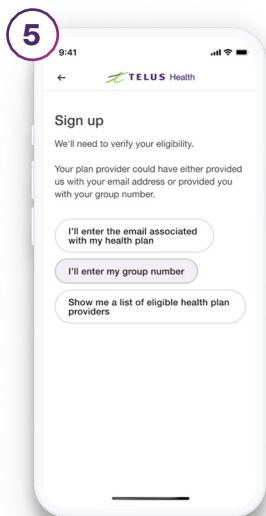 5
9:41
TELUS Health
Sign up
We'll need to verify your eligibility.
Your plan provider could have either provided
us with your email address or provided you
with your group number.
I'll enter the email associated
with my health plan
I'll enter my group number
Show me a list of eligible health plan
providers